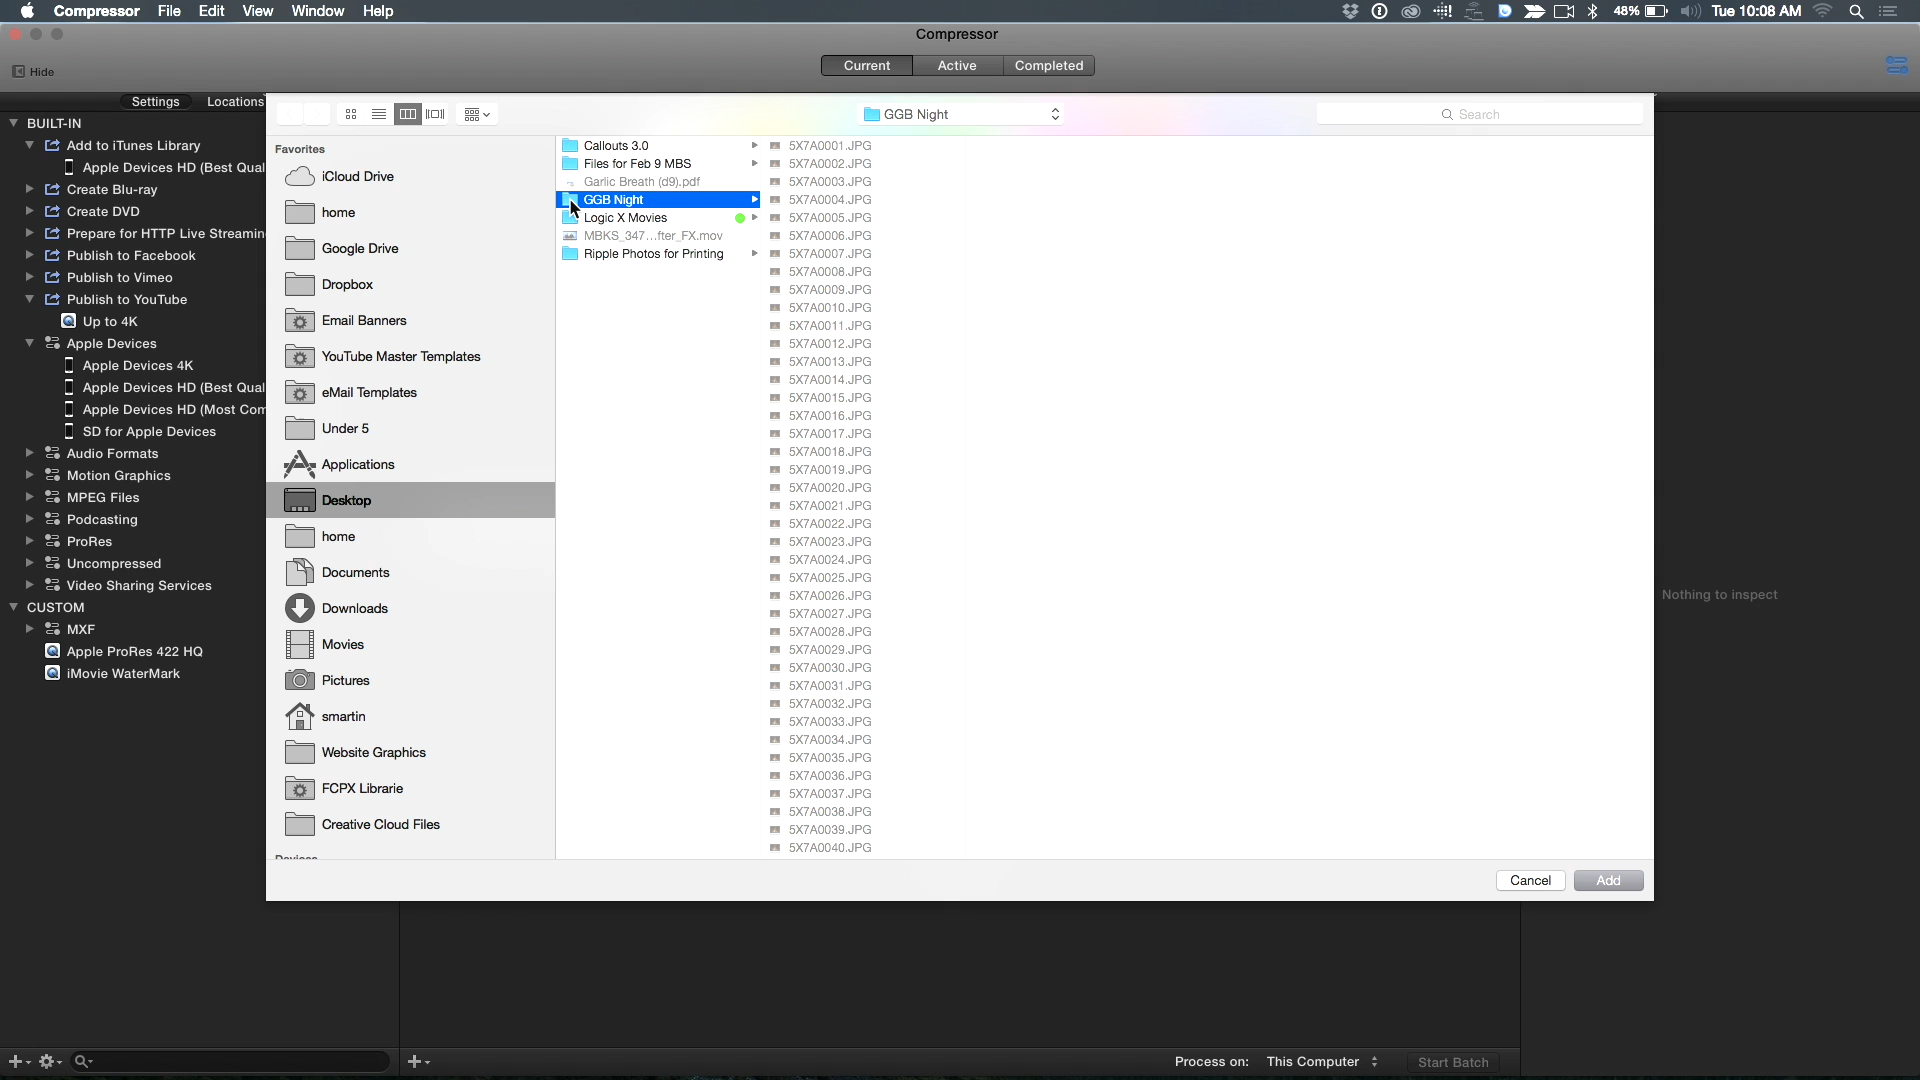 Compressor File Edit View Window Help
48% Tue 10:08 AM
Compressor
Hide
Current Active Completed
Settings Locations
BUILT-IN
Add to iTunes Library
Apple Devices HD (Best Qual
Create Blu-ray
Create DVD
Prepare for HTTP Live Streamin
Publish to Facebook
Publish to Vimeo
Publish to YouTube
Up to 4K
Apple Devices
Apple Devices 4K
Apple Devices HD (Best Qual
Apple Devices HD (Most Com
SD for Apple Devices
Audio Formats
Motion Graphics
MPEG Files
Podcasting
ProRes
Uncompressed
Video Sharing Services
CUSTOM
MXF
Apple ProRes 422 HQ
iMovie WaterMark
GGB Night
Search
Favorites
iCloud Drive
home
Google Drive
Dropbox
Email Banners
YouTube Master Templates
eMail Templates
Under 5
Applications
Desktop
home
Documents
Downloads
Movies
Pictures
smartin
Website Graphics
FCPX Librarie
Creative Cloud Files
Devices
Callouts 3.0
Files for Feb 9 MBS
Garlic Breath (d9).pdf
GGB Night
Logic X Movies
MBKS_347...fter_FX.mov
Ripple Photos for Printing
5X7A0001.JPG
5X7A0002.JPG
5X7A0003.JPG
5X7A0004.JPG
5X7A0005.JPG
5X7A0006.JPG
5X7A0007.JPG
5X7A0008.JPG
5X7A0009.JPG
5X7A0010.JPG
5X7A0011.JPG
5X7A0012.JPG
5X7A0013.JPG
5X7A0014.JPG
5X7A0015.JPG
5X7A0016.JPG
5X7A0017.JPG
5X7A0018.JPG
5X7A0019.JPG
5X7A0020.JPG
5X7A0021.JPG
5X7A0022.JPG
5X7A0023.JPG
5X7A0024.JPG
5X7A0025.JPG
5X7A0026.JPG
5X7A0027.JPG
5X7A0028.JPG
5X7A0029.JPG
5X7A0030.JPG
5X7A0031.JPG
5X7A0032.JPG
5X7A0033.JPG
5X7A0034.JPG
5X7A0035.JPG
5X7A0036.JPG
5X7A0037.JPG
5X7A0038.JPG
5X7A0039.JPG
5X7A0040.JPG
Cancel Add
Nothing to inspect
Process on: This Computer Start Batch